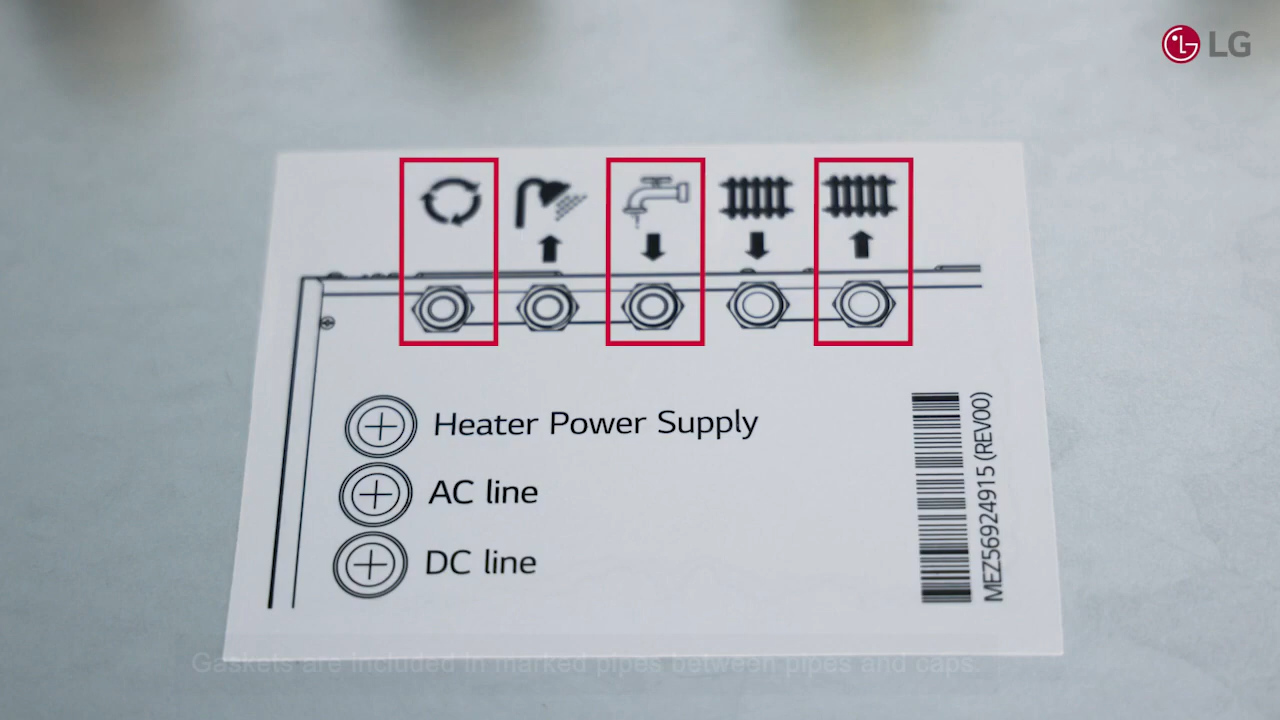 LG
Heater Power Supply
AC line
DC line
MEZ56924915 (REV00)
Gaskets are included in marked pipes between pipes and caps